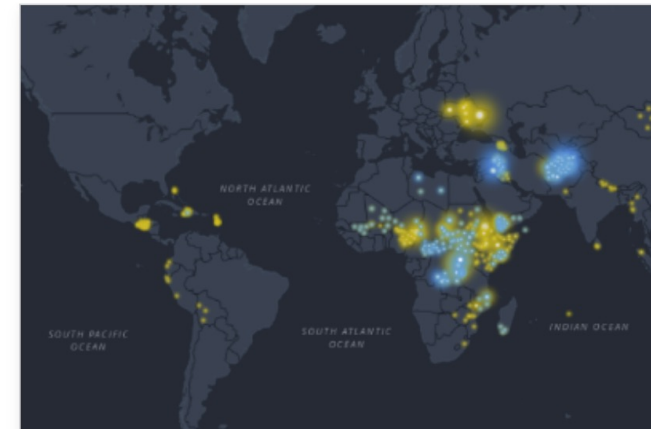 NORTH ATLANTIC
OCEAN
SOUTH PACIFIC
OCEAN
SOUTH ATLANTIC
OCEAN
INDIAN OCEAN